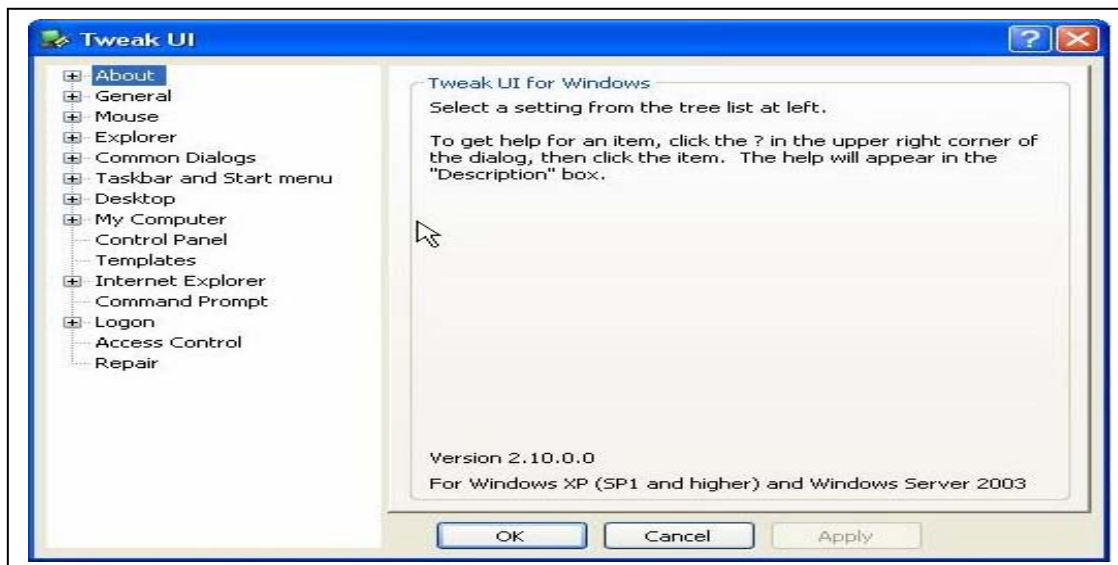 Tweak UI
About
General
Mouse
Explorer
Common Dialogs
Taskbar and Start menu
Desktop
My Computer
Control Panel
Templates
Internet Explorer
Command Prompt
Logon
Access Control
Repair
Tweak UI for Windows
Select a setting from the tree list at left.
To get help for an item, click the ? in the upper right corner of
the dialog, then click the item. The help will appear in the
"Description" box.
Version 2.10.0.0
For Windows XP (SP1 and higher) and Windows Server 2003
OK
Cancel
Apply